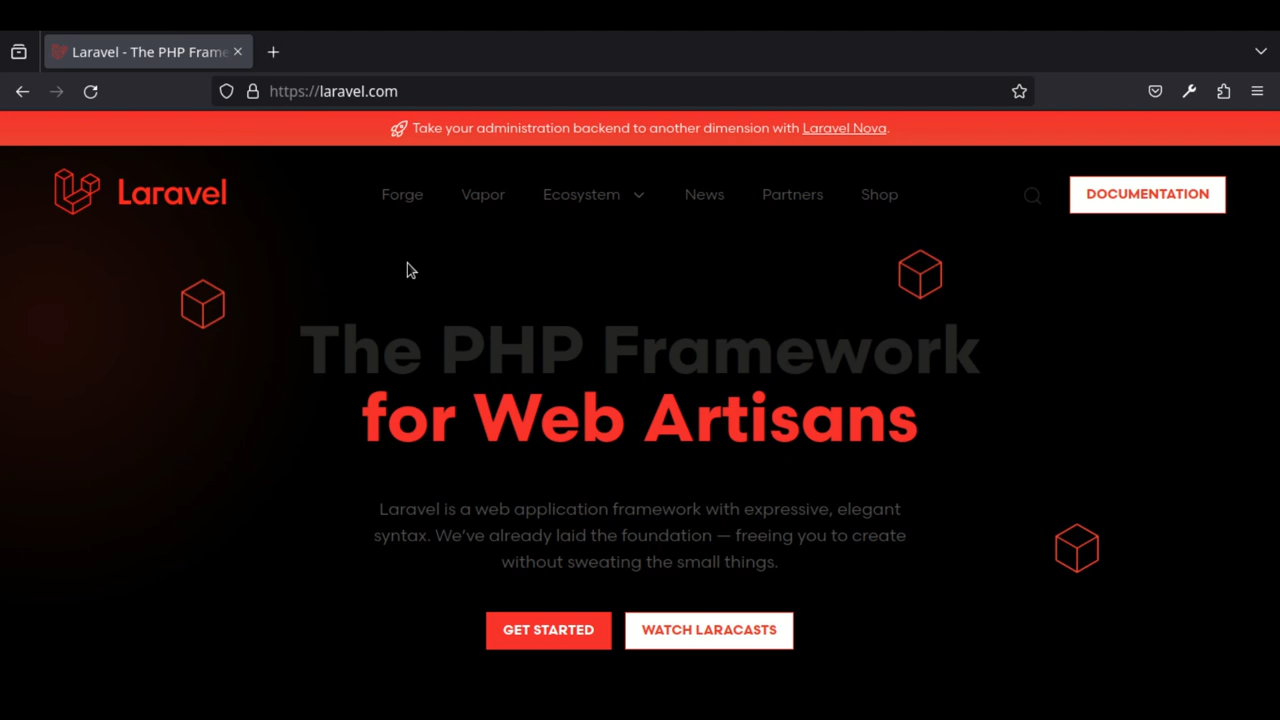 Laravel - The PHP Frame
https://laravel.com
Take your administration backend to another dimension with Laravel Nova.
Laravel
Forge
Vapor
Ecosystem
News
Partners
Shop
DOCUMENTATION
The PHP Framework
for Web Artisans
Laravel is a web application framework with expressive, elegant
syntax. We’ve already laid the foundation — freeing you to create
without sweating the small things.
GET STARTED
WATCH LARACASTS